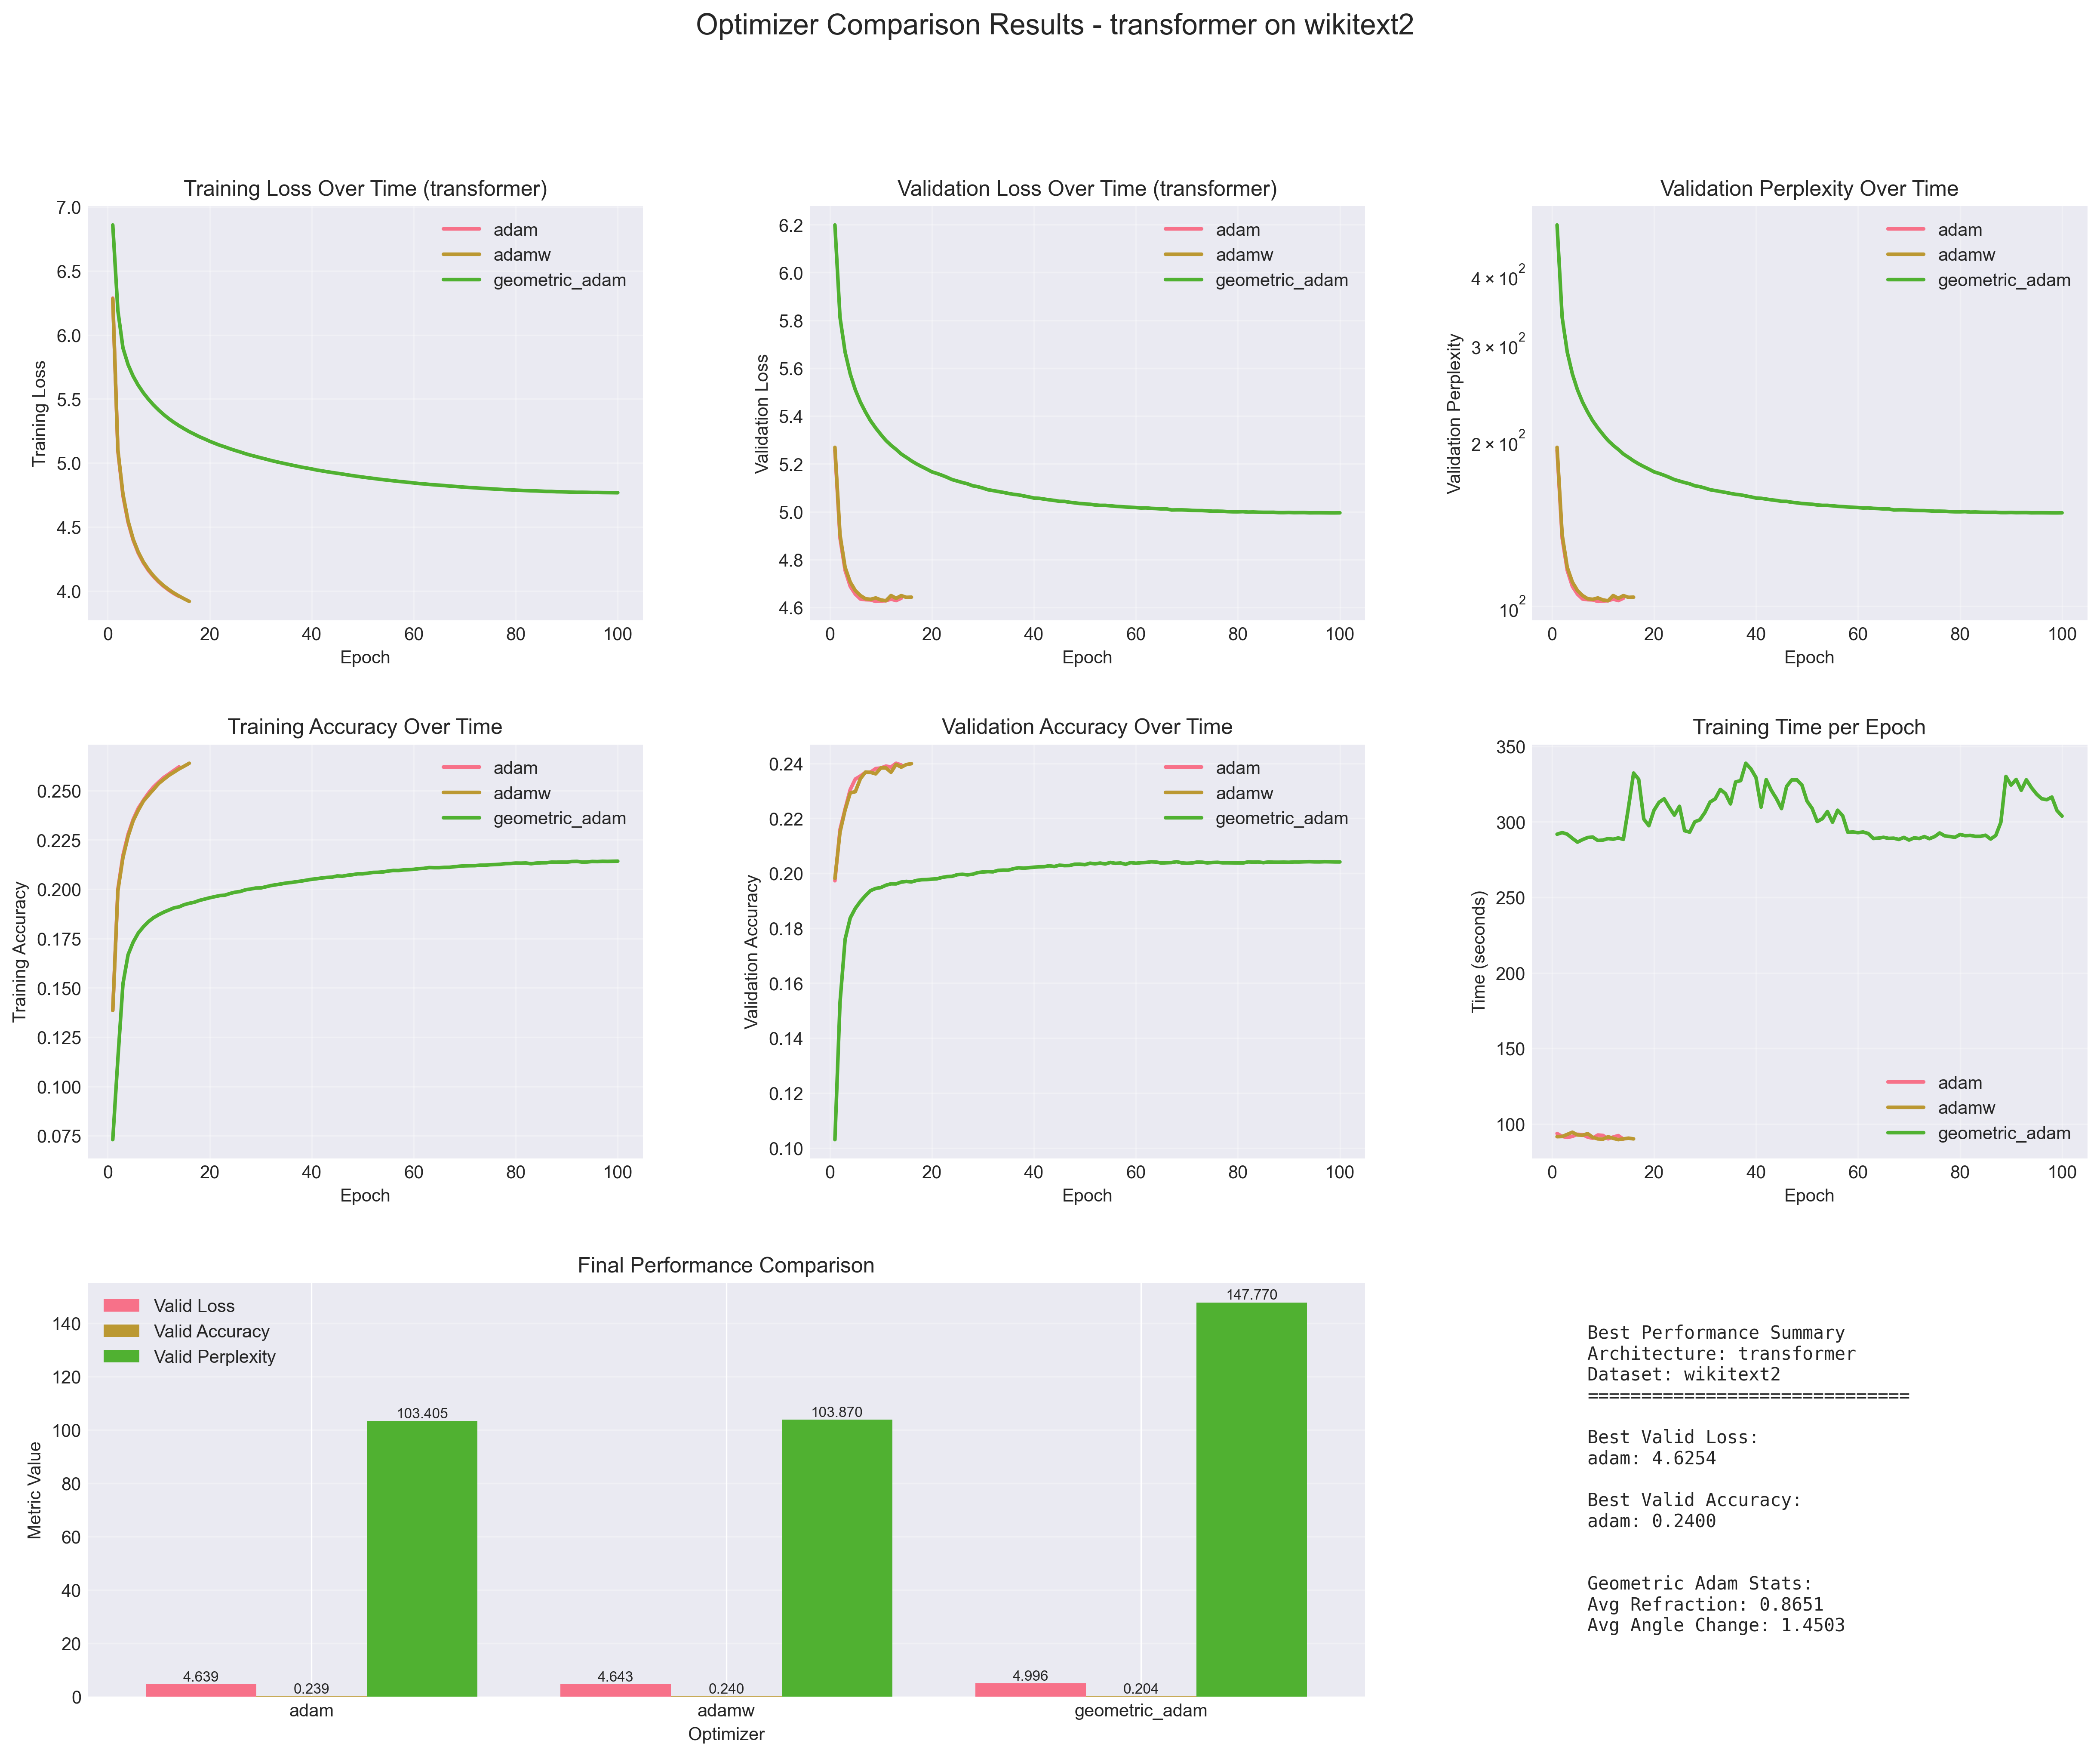 Optimizer Comparison Results - transformer on wikitext2
Training Loss Over Time (transformer)
Training Loss
7.0
6.5
6.0
5.5
5.0
4.5
4.0
adam
adamw
geometric_adam
0 20 40 60 80 100
Epoch
Validation Loss Over Time (transformer)
Validation Loss
6.2
6.0
5.8
5.6
5.4
5.2
5.0
4.8
4.6
adam
adamw
geometric_adam
0 20 40 60 80 100
Epoch
Validation Perplexity Over Time
Validation Perplexity
4 × 10²
3 × 10²
2 × 10²
10²
adam
adamw
geometric_adam
0 20 40 60 80 100
Epoch
Training Accuracy Over Time
Training Accuracy
0.250
0.225
0.200
0.175
0.150
0.125
0.100
0.075
adam
adamw
geometric_adam
0 20 40 60 80 100
Epoch
Validation Accuracy Over Time
Validation Accuracy
0.24
0.22
0.20
0.18
0.16
0.14
0.12
0.10
adam
adamw
geometric_adam
0 20 40 60 80 100
Epoch
Training Time per Epoch
Time (seconds)
350
300
250
200
150
100
adam
adamw
geometric_adam
0 20 40 60 80 100
Epoch
Final Performance Comparison
Metric Value
140
120
100
80
60
40
20
0
Valid Loss
Valid Accuracy
Valid Perplexity
4.639 0.239 103.405
4.643 0.240 103.870
4.996 0.204 147.770
adam adamw geometric_adam
Optimizer
Best Performance Summary
Architecture: transformer
Dataset: wikitext2
==============================
Best Valid Loss:
adam: 4.6254
Best Valid Accuracy:
adam: 0.2400
Geometric Adam Stats:
Avg Refraction: 0.8651
Avg Angle Change: 1.4503